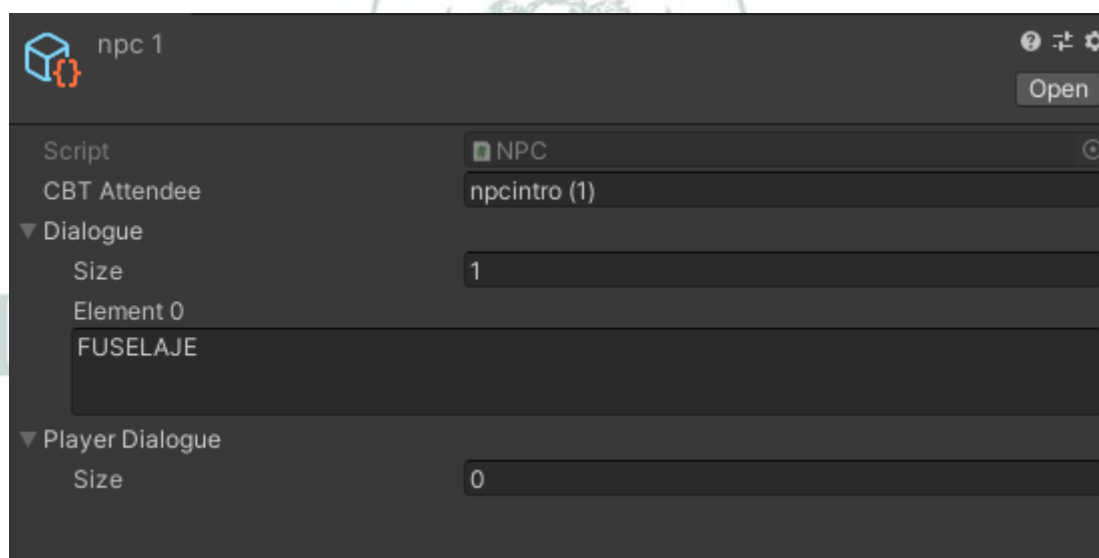 npc 1
Open
Script NPC
CBT Attendee npcintro (1)
Dialogue
Size 1
Element 0
FUSELAJE
Player Dialogue
Size 0